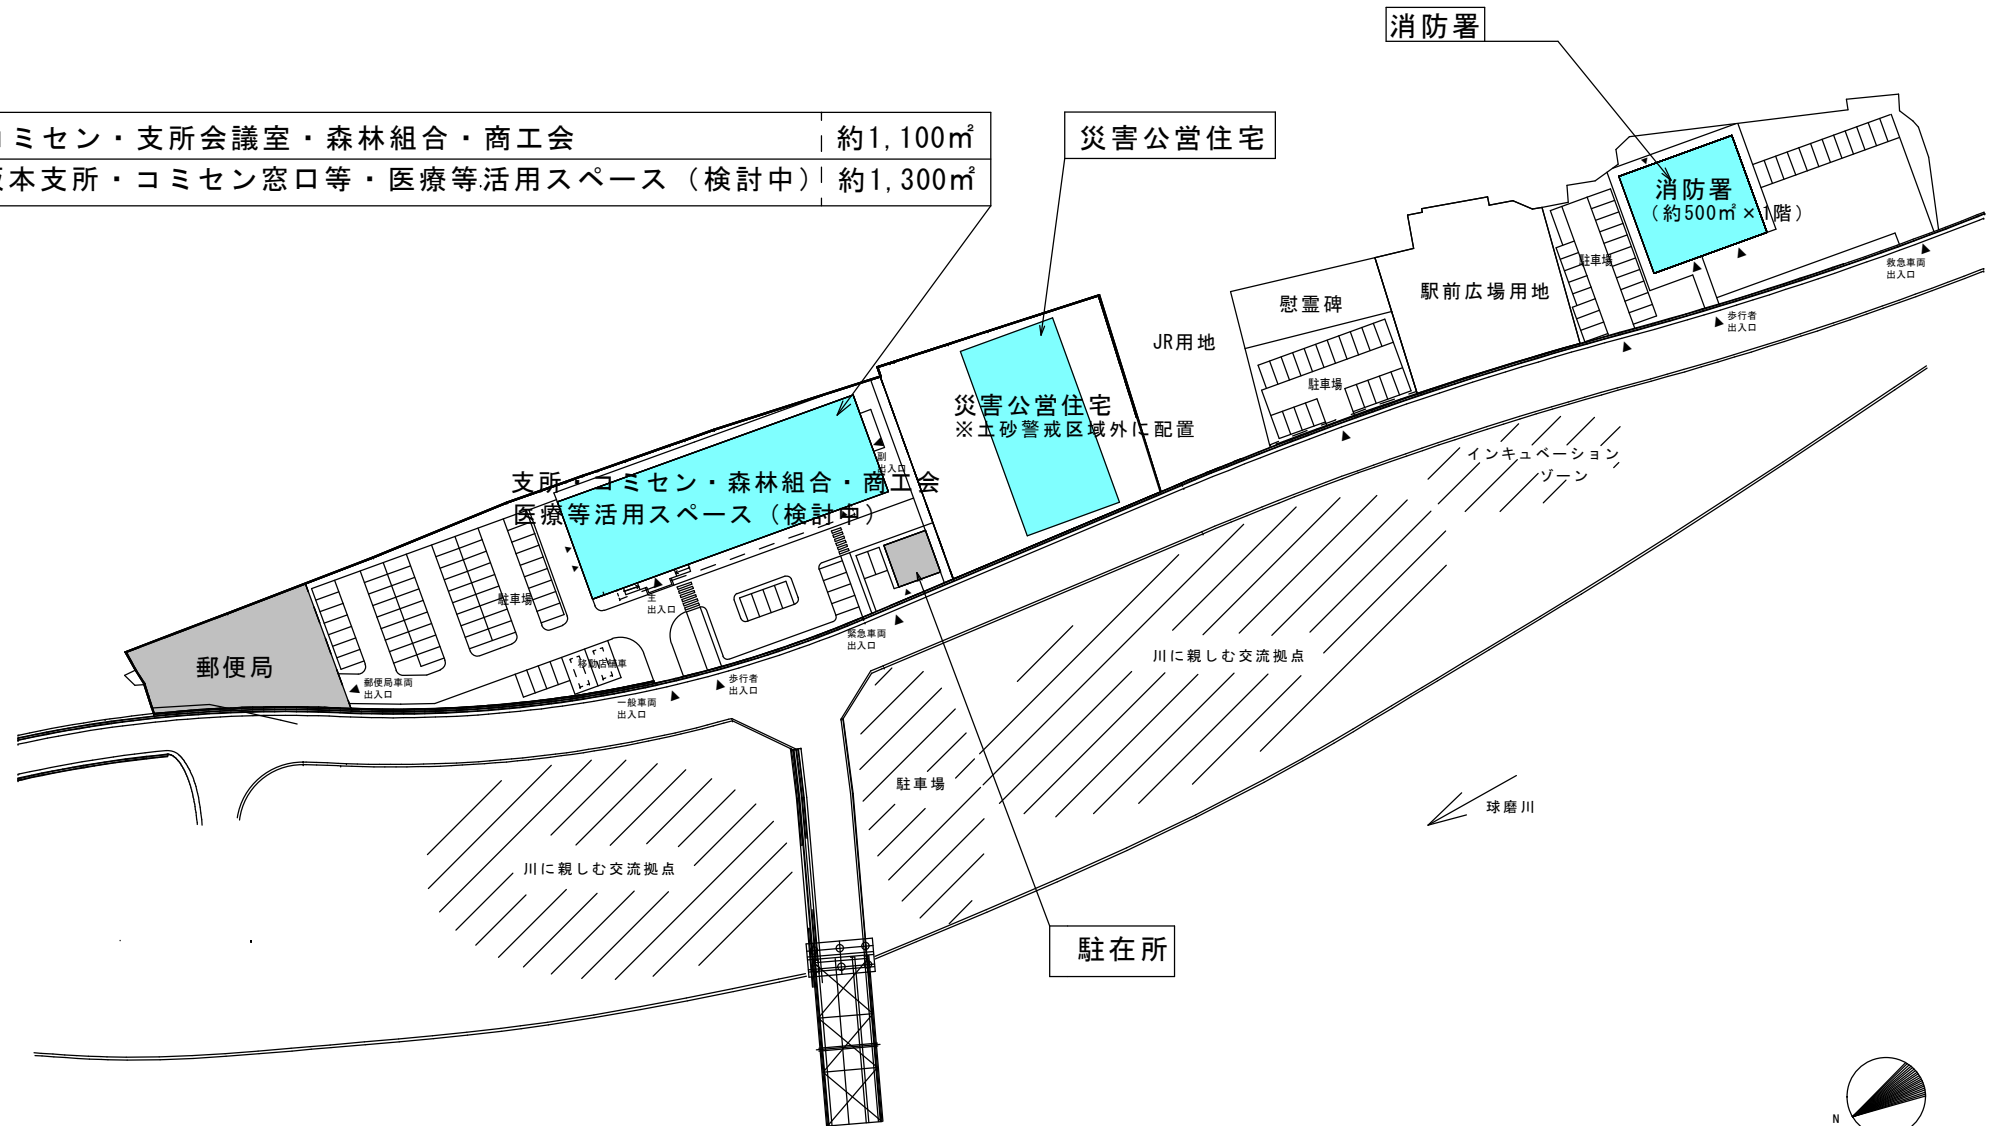 消防署
コミセン・支所会議室・森林組合・商工会 約1,100㎡
坂本支所・コミセン窓口等・医療等活用スペース（検討中） 約1,300㎡
災害公営住宅
消防署
（約500㎡×1階）
駐車場
救急車両
出入口
歩行者
出入口
駅前広場用地
慰霊碑
JR用地
駐車場
災害公営住宅
※土砂警戒区域外に配置
インキュベーション
ゾーン
副
出入口
支所・コミセン・森林組合・商工会
医療等活用スペース（検討中）
駐車場
主
出入口
緊急車両
出入口
移動店舗車
郵便局
郵便局車両
出入口
歩行者
出入口
一般車両
出入口
川に親しむ交流拠点
駐車場
球磨川
川に親しむ交流拠点
駐在所
N